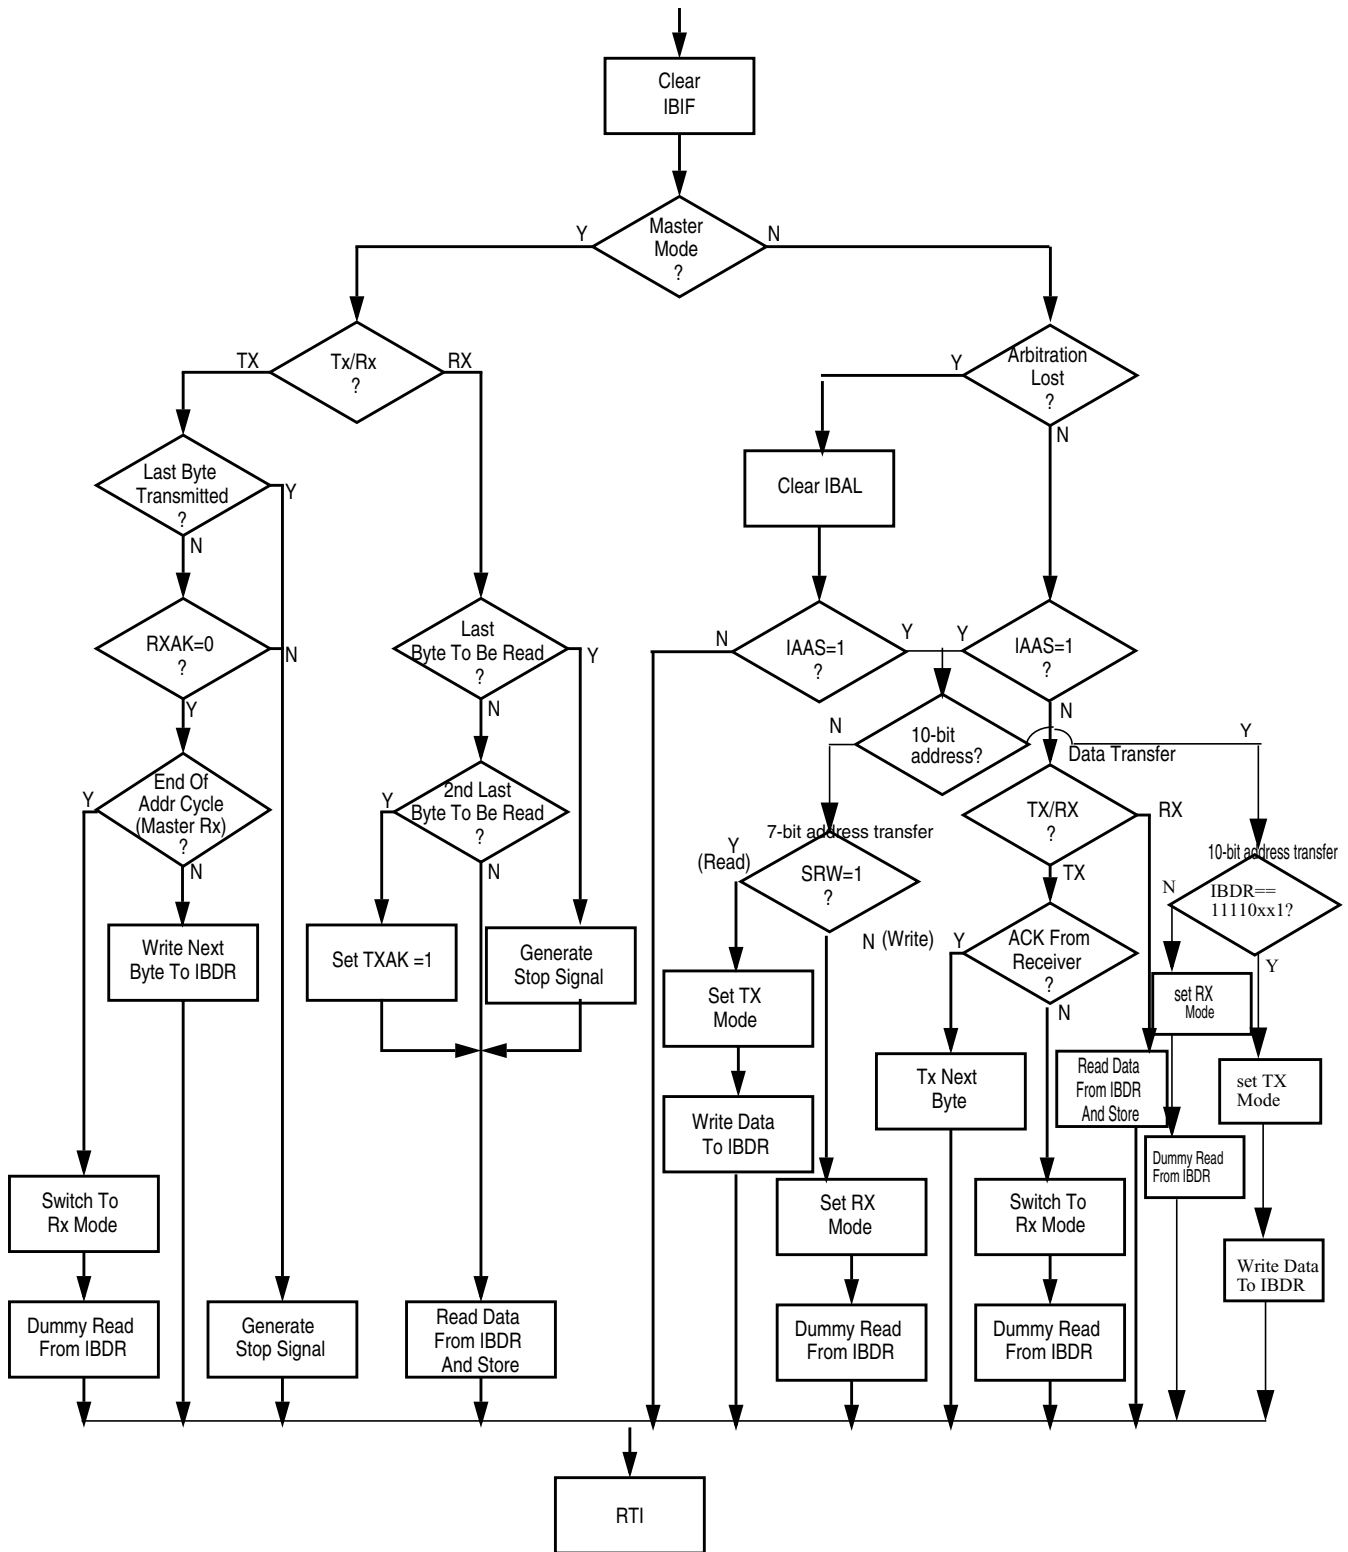 Clear
IBIF
Y
Master
Mode
?
N
TX
Tx/Rx
?
RX
Y
Arbitration
Lost
?
N
Last Byte
Transmitted
?
Y
N
Clear IBAL
RXAK=0
?
N
Y
Last
Byte To Be Read
?
Y
N
N
IAAS=1
?
Y
Y
IAAS=1
?
N
N
10-bit
address?
Y
Data Transfer
Y
End Of
Addr Cycle
(Master Rx)
?
N
Y
2nd Last
Byte To Be Read
?
N
7-bit address transfer
Y
(Read)
SRW=1
?
N (Write)
TX/RX
?
RX
TX
10-bit address transfer
N
IBDR==
11110xx1?
Y
Write Next
Byte To IBDR
Set TXAK =1
Generate
Stop Signal
Y
ACK From
Receiver
?
N
Set TX
Mode
set RX
Mode
Tx Next
Byte
Read Data
From IBDR
And Store
set TX
Mode
Write Data
To IBDR
Dummy Read
From IBDR
Switch To
Rx Mode
Set RX
Mode
Switch To
Rx Mode
Write Data
To IBDR
Dummy Read
From IBDR
Generate
Stop Signal
Read Data
From IBDR
And Store
Dummy Read
From IBDR
Dummy Read
From IBDR
RTI